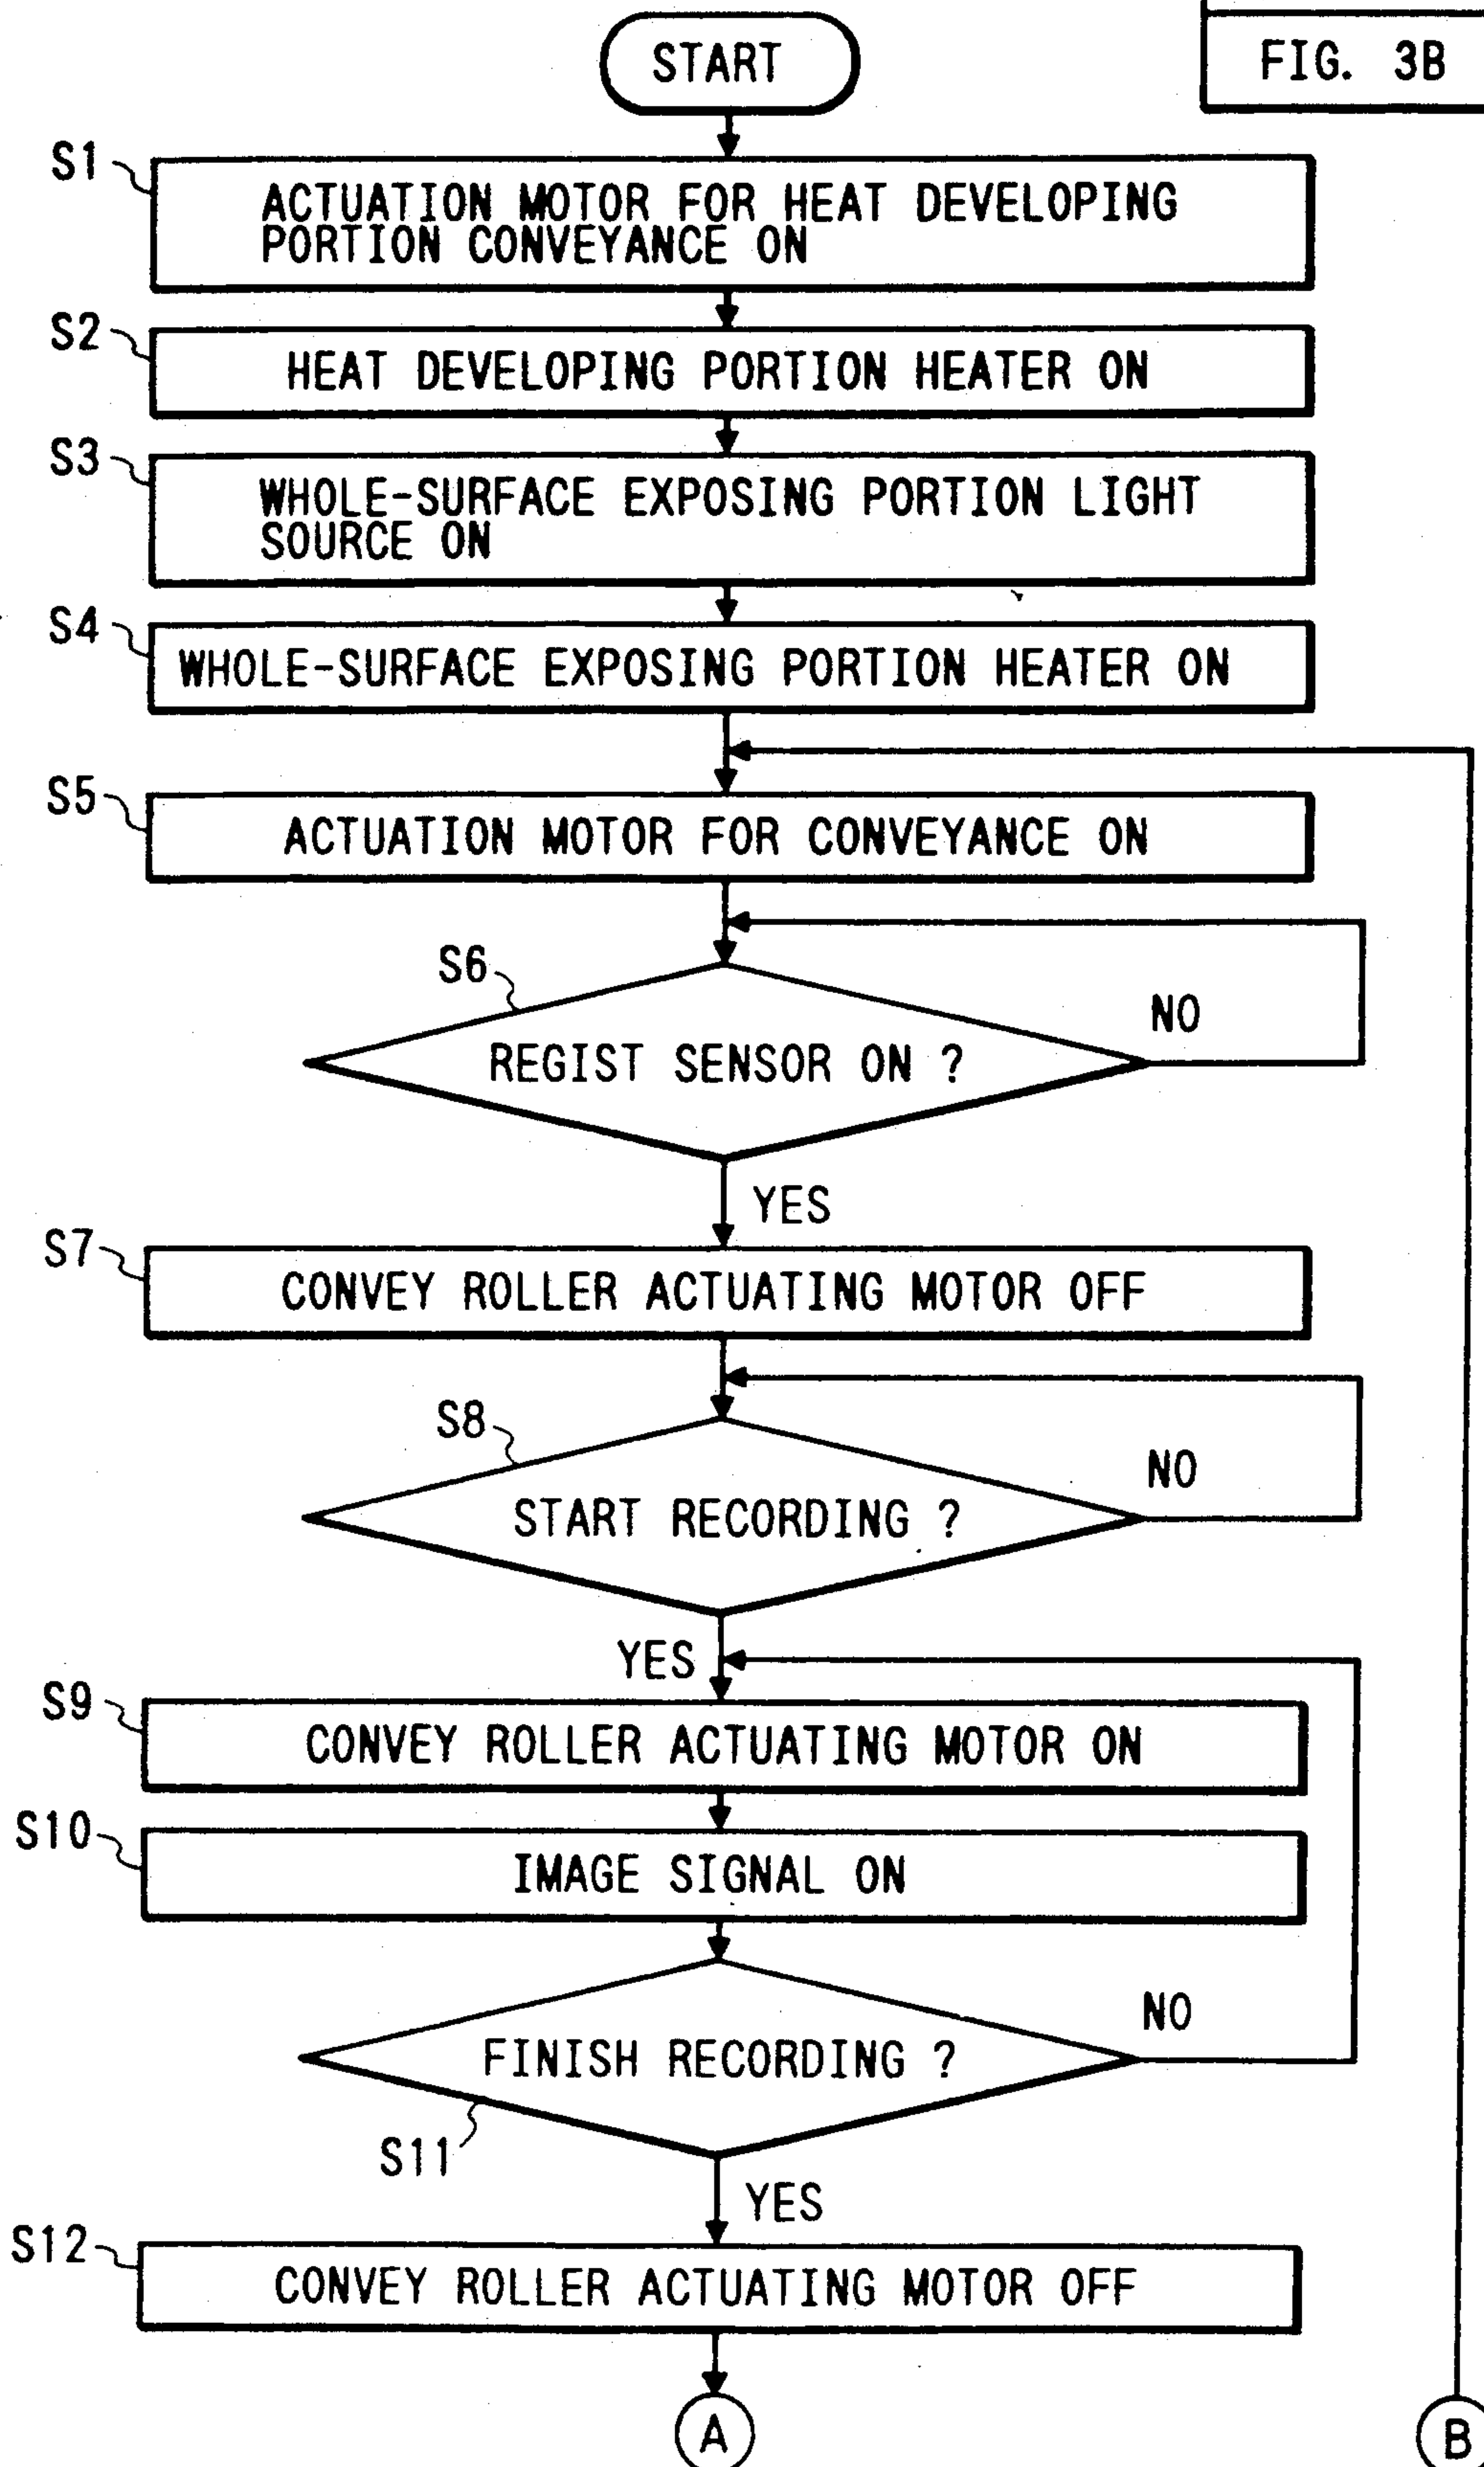 START
FIG. 3B
S1
ACTUATION MOTOR FOR HEAT DEVELOPING
PORTION CONVEYANCE ON
S2
HEAT DEVELOPING PORTION HEATER ON
S3
WHOLE-SURFACE EXPOSING PORTION LIGHT
SOURCE ON
S4
WHOLE-SURFACE EXPOSING PORTION HEATER ON
S5
ACTUATION MOTOR FOR CONVEYANCE ON
S6
NO
REGIST SENSOR ON ?
YES
S7
CONVEY ROLLER ACTUATING MOTOR OFF
S8
NO
START RECORDING ?
YES
S9
CONVEY ROLLER ACTUATING MOTOR ON
S10
IMAGE SIGNAL ON
NO
FINISH RECORDING ?
S11
YES
S12
CONVEY ROLLER ACTUATING MOTOR OFF
A
B